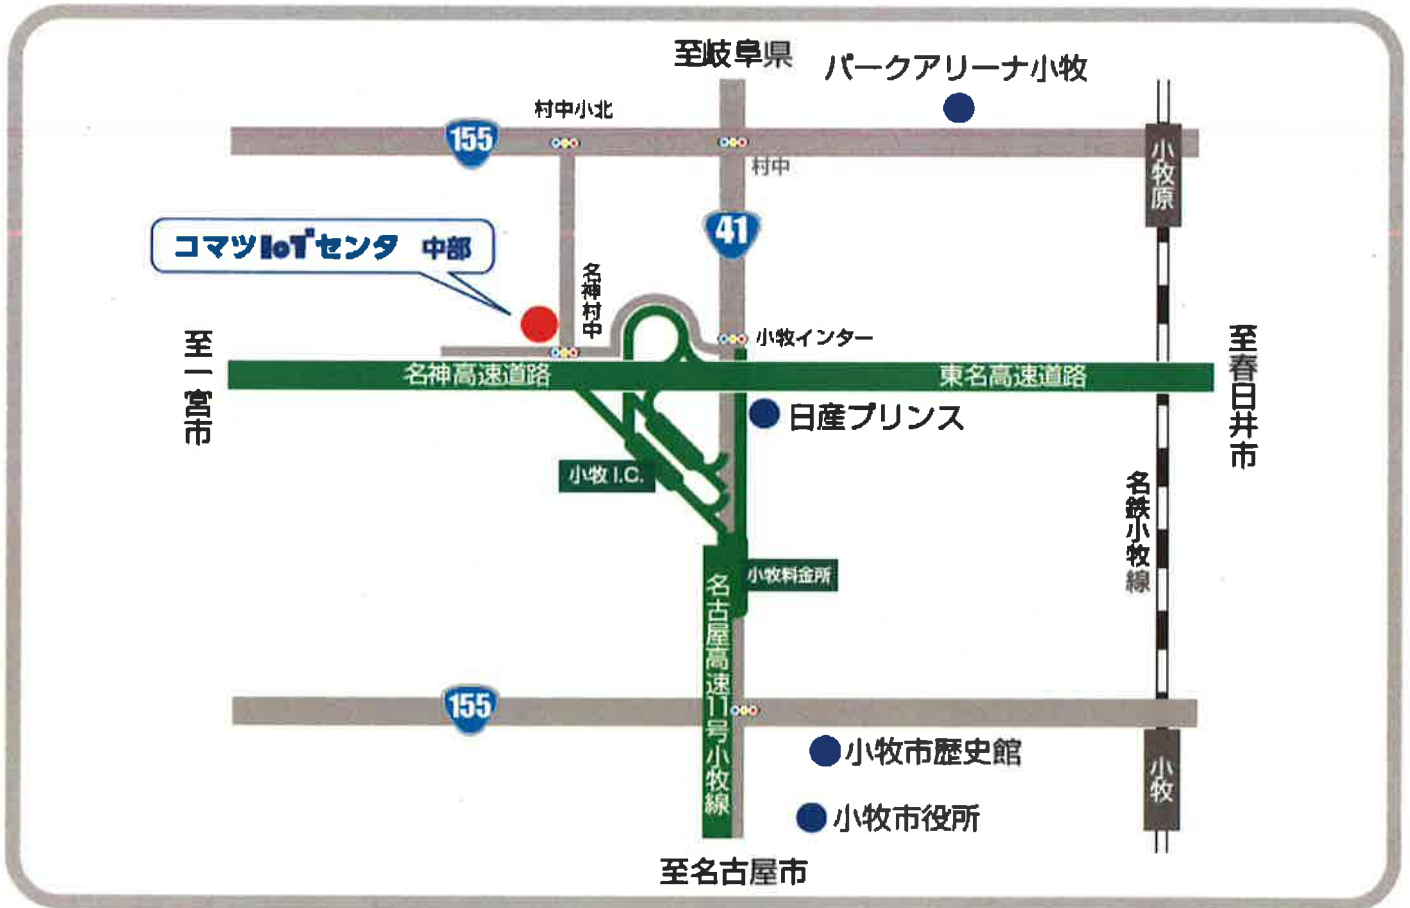 至岐阜県
パークアリーナ小牧
村中小北
155
村中
小牧原
41
コマツIoTセンタ 中部
名神村中
小牧インター
至一宮市
至春日井市
名神高速道路
東名高速道路
日産プリンス
小牧 I.C.
名鉄小牧線
小牧料金所
名古屋高速11号小牧線
155
小牧市歴史館
小牧
小牧市役所
至名古屋市